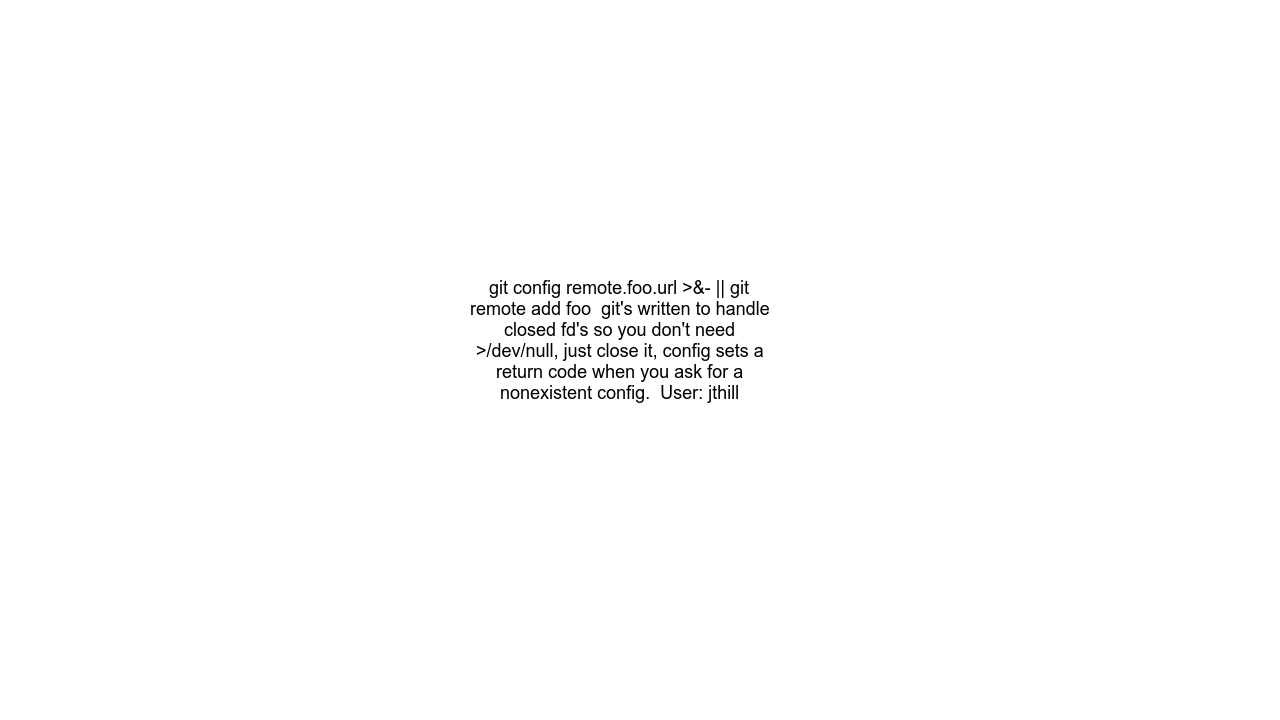 git config remote.foo.url >&- || git
remote add foo  git's written to handle
closed fd's so you don't need
>/dev/null, just close it, config sets a
return code when you ask for a
nonexistent config.  User: jthill